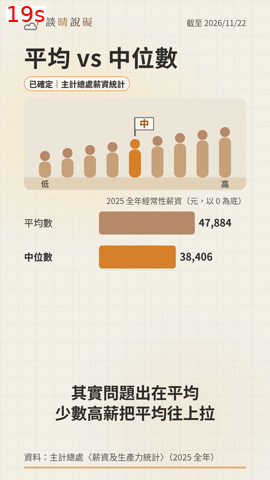 19s
談晴說礙
截至 2026/11/22
平均 vs 中位數
已確定｜主計總處薪資統計
中
低
高
2025 全年經常性薪資（元，以 0 為底）
平均數
47,884
中位數
38,406
其實問題出在平均
少數高薪把平均往上拉
資料：主計總處〈薪資及生產力統計〉（2025 全年）